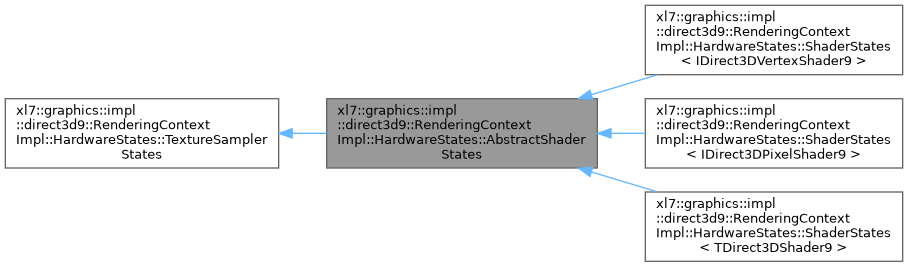 xl7::graphics::impl
::direct3d9::RenderingContext
Impl::HardwareStates::TextureSampler
States
xl7::graphics::impl
::direct3d9::RenderingContext
Impl::HardwareStates::AbstractShader
States
xl7::graphics::impl
::direct3d9::RenderingContext
Impl::HardwareStates::ShaderStates
< IDirect3DVertexShader9 >
xl7::graphics::impl
::direct3d9::RenderingContext
Impl::HardwareStates::ShaderStates
< IDirect3DPixelShader9 >
xl7::graphics::impl
::direct3d9::RenderingContext
Impl::HardwareStates::ShaderStates
< TDirect3DShader9 >